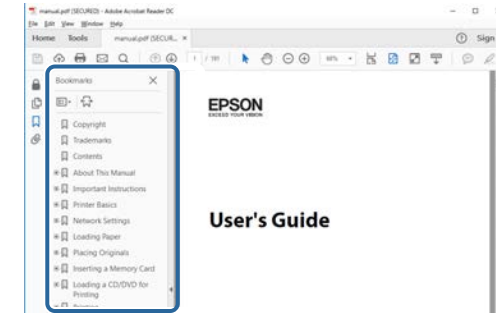 manual.pdf (SECURED) - Adobe Acrobat Reader DC
File Edit View Window Help
Home Tools manual.pdf (SECUR... ×
Sign
Bookmarks
EPSON
EXCEED YOUR VISION
Copyright
Trademarks
Contents
About This Manual
Important Instructions
Printer Basics
Network Settings
User's Guide
Loading Paper
Placing Originals
Inserting a Memory Card
Loading a CD/DVD for
Printing